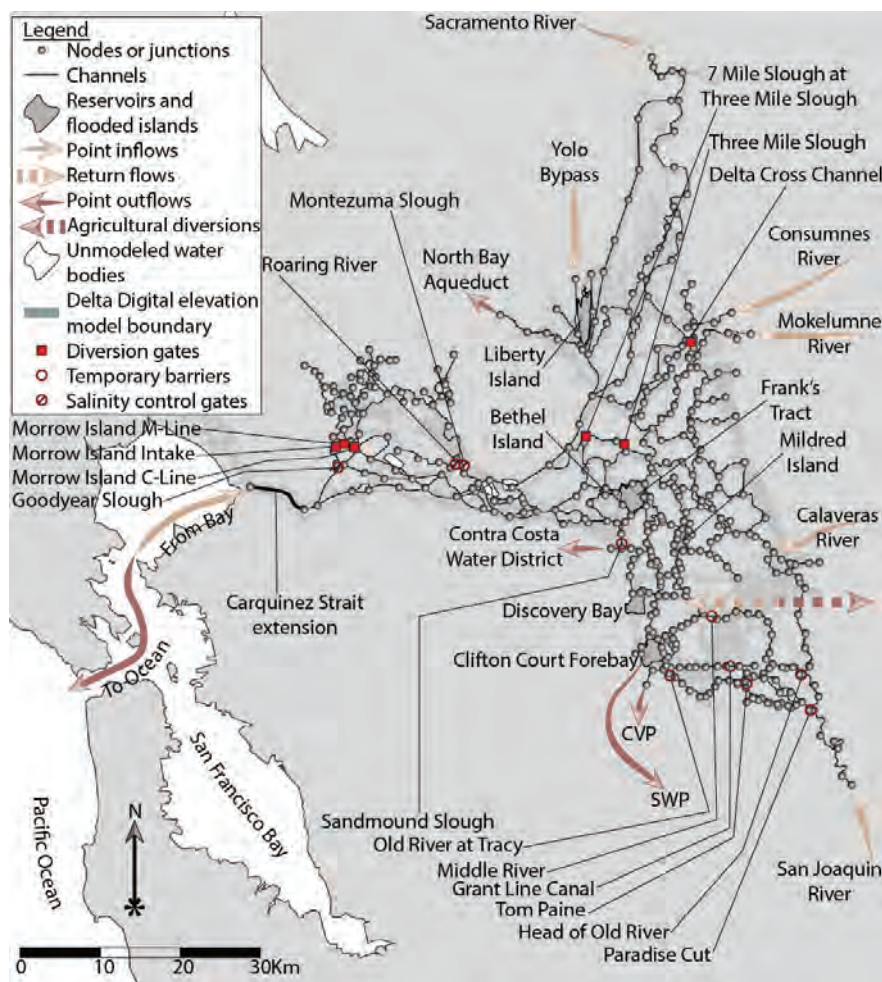 Legend
Nodes or junctions
Channels
Reservoirs and
flooded islands
Point inflows
Return flows
Point outflows
Agricultural diversions
Unmodeled water
bodies
Delta Digital elevation
model boundary
Diversion gates
Temporary barriers
Salinity control gates
Sacramento River
7 Mile Slough at
Three Mile Slough
Three Mile Slough
Delta Cross Channel
Yolo
Bypass
Montezuma Slough
Roaring River
North Bay
Aqueduct
Consumnes
River
Mokelumne
River
Liberty
Island
Bethel
Island
Frank's
Tract
Mildred
Island
Morrow Island M-Line
Morrow Island Intake
Morrow Island C-Line
Goodyear Slough
From Bay
Contra Costa
Water District
Calaveras
River
Carquinez Strait
extension
Discovery Bay
Clifton Court Forebay
To Ocean
CVP
SWP
San Francisco Bay
Pacific Ocean
N
Sandmound Slough
Old River at Tracy
Middle River
Grant Line Canal
Tom Paine
Head of Old River
Paradise Cut
San Joaquin
River
0 10 20 30Km